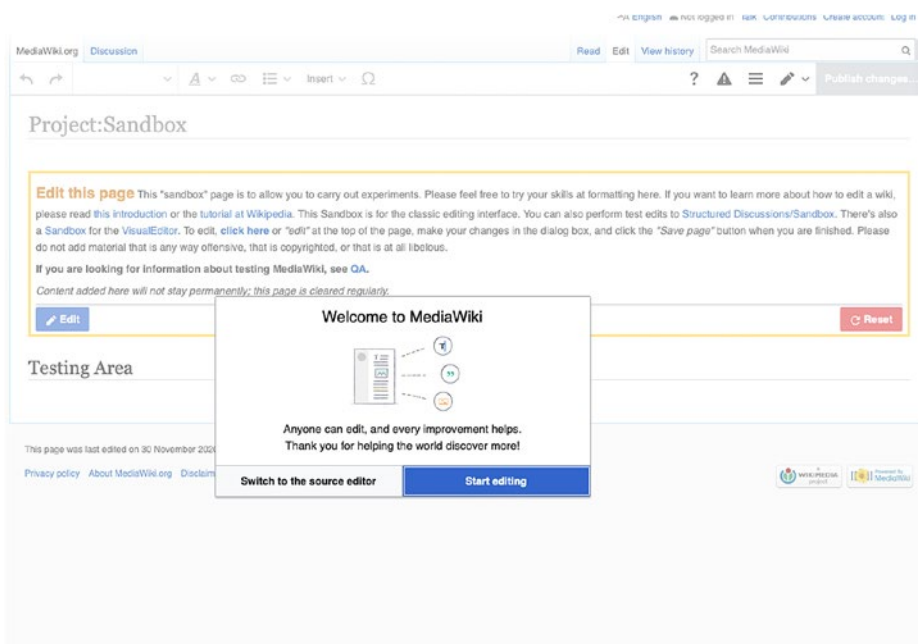 English Not logged in Talk Contributions Create account Log in
MediaWiki.org Discussion Read Edit View history Search MediaWiki
A Insert Ω ? Publish changes...
Project:Sandbox
Edit this page This "sandbox" page is to allow you to carry out experiments. Please feel free to try your skills at formatting here. If you want to learn more about how to edit a wiki,
please read this introduction or the tutorial at Wikipedia. This Sandbox is for the classic editing interface. You can also perform test edits to Structured Discussions/Sandbox. There's also
a Sandbox for the VisualEditor. To edit, click here or "edit" at the top of the page, make your changes in the dialog box, and click the "Save page" button when you are finished. Please
do not add material that is any way offensive, that is copyrighted, or that is at all libelous.
If you are looking for information about testing MediaWiki, see QA.
Content added here will not stay permanently; this page is cleared regularly.
Edit Reset
Welcome to MediaWiki
Testing Area
Anyone can edit, and every improvement helps.
Thank you for helping the world discover more!
Switch to the source editor Start editing
This page was last edited on 30 November 202
Privacy policy About MediaWiki.org Disclaim
A WIKIMEDIA project Powered By MediaWiki